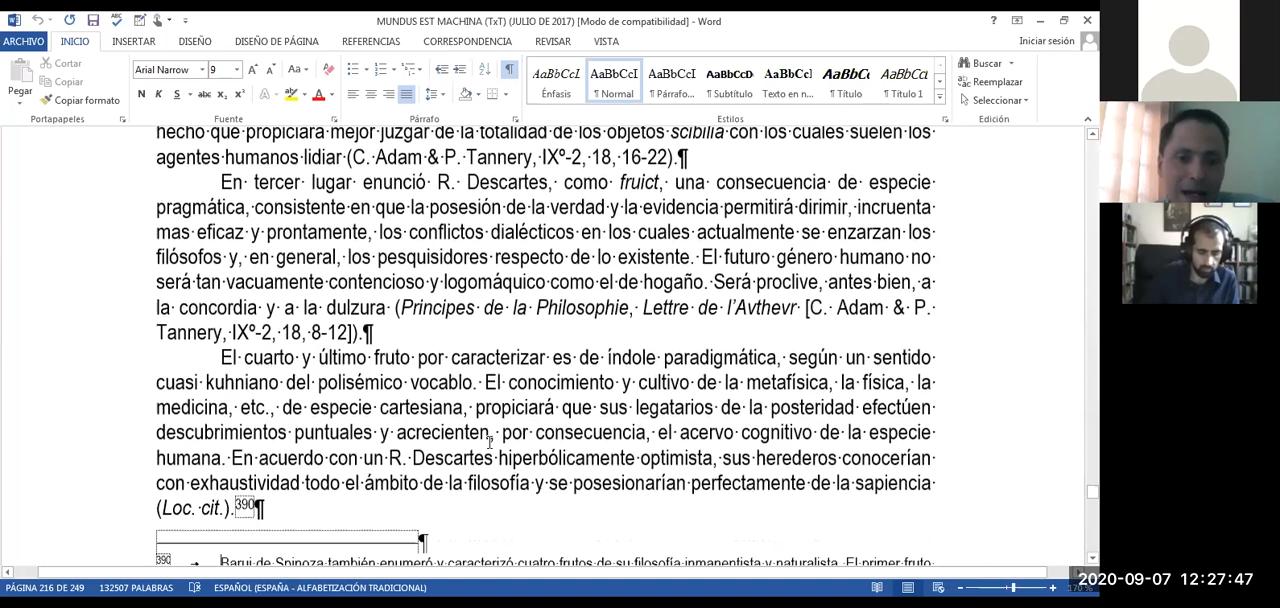 MUNDUS EST MACHINA (TxT) (JULIO DE 2017) [Modo de compatibilidad] - Word
ARCHIVO INICIO INSERTAR DISEÑO DISEÑO DE PÁGINA REFERENCIAS CORRESPONDENCIA REVISAR VISTA Iniciar sesión
Pegar
Cortar
Copiar
Copiar formato
Portapapeles
Arial Narrow 9
N K S abc x₂ x²
Fuente
Párrafo
AaBbCcI Énfasis
AaBbCcI ¶ Normal
AaBbCcI ¶ Párrafo...
AaBbCcD ¶ Subtítulo
AaBbCcI Texto en n...
AaBbC ¶ Título
AaBbCc ¶ Título 1
Estilos
Buscar
Reemplazar
Seleccionar
Edición
hecho que propiciará mejor juzgar de la totalidad de los objetos scibilia con los cuales suelen los
agentes humanos lidiar (C. Adam & P. Tannery, IXº-2, 18, 16-22).¶
En tercer lugar enunció R. Descartes, como fruict, una consecuencia de especie
pragmática, consistente en que la posesión de la verdad y la evidencia permitirá dirimir, incruenta
mas eficaz y prontamente, los conflictos dialécticos en los cuales actualmente se enzarzan los
filósofos y, en general, los pesquisidores respecto de lo existente. El futuro género humano no
será tan vacuamente contencioso y logomáquico como el de hogaño. Será proclive, antes bien, a
la concordia y a la dulzura (Principes de la Philosophie, Lettre de l'Avthevr [C. Adam & P.
Tannery, IXº-2, 18, 8-12]).¶
El cuarto y último fruto por caracterizar es de índole paradigmática, según un sentido
cuasi kuhniano del polisémico vocablo. El conocimiento y cultivo de la metafísica, la física, la
medicina, etc., de especie cartesiana, propiciará que sus legatarios de la posteridad efectúen
descubrimientos puntuales y acrecienten, por consecuencia, el acervo cognitivo de la especie
humana. En acuerdo con un R. Descartes hiperbólicamente optimista, sus herederos conocerían
con exhaustividad todo el ámbito de la filosofía y se posesionarían perfectamente de la sapiencia
(Loc. cit.).390¶
¶
390 Baruj de Spinoza también enumeró y caracterizó cuatro frutos de su filosofía inmanentista y naturalista. El primer fruto
PÁGINA 216 DE 249 132507 PALABRAS ESPAÑOL (ESPAÑA - ALFABETIZACIÓN TRADICIONAL) 170 %
2020-09-07 12:27:47